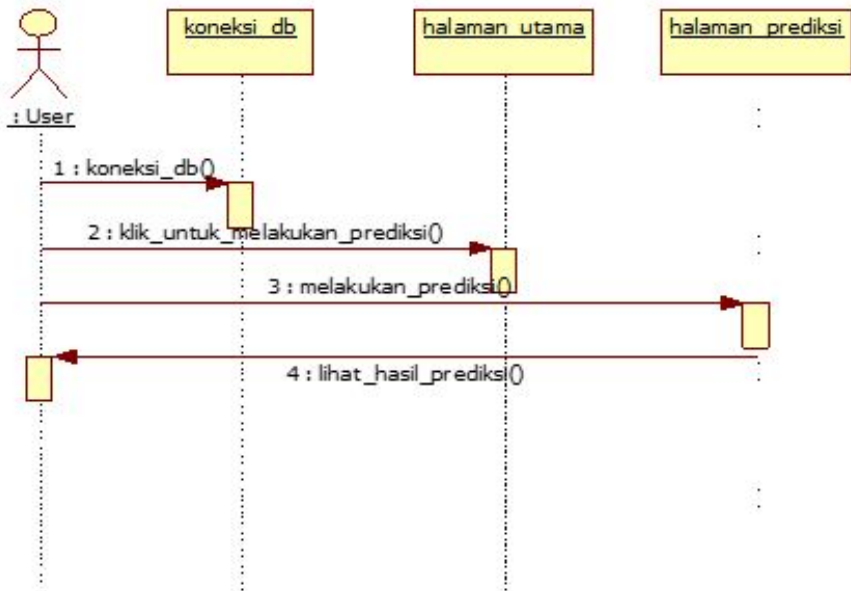 koneksi_db
halaman_utama
halaman_prediksi
: User
1 : koneksi_db()
2 : klik_untuk_melakukan_prediksi()
3 : melakukan_prediksi()
4 : lihat_hasil_prediksi()